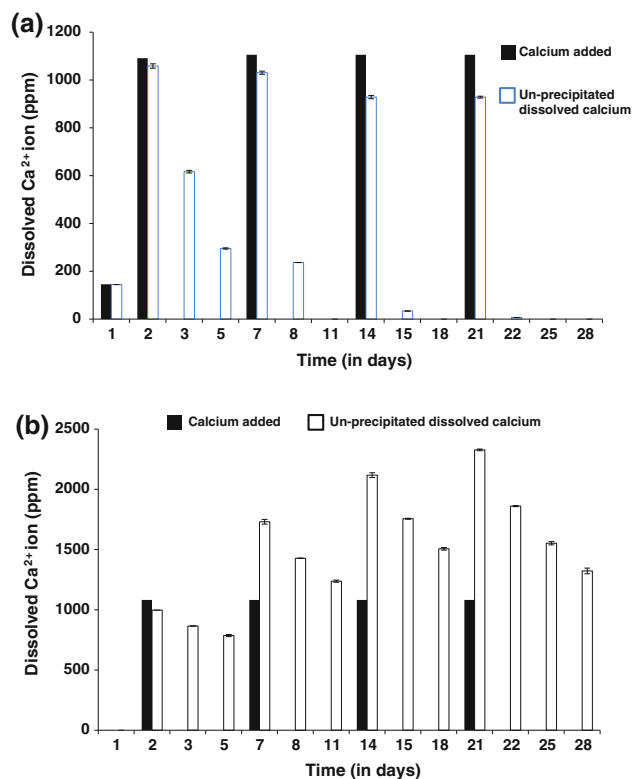 (a)
1200
1000
800
600
400
200
0
Dissolved Ca2+ ion (ppm)
Calcium added
Un-precipitated
dissolved calcium
1 2 3 5 7 8 11 14 15 18 21 22 25 28
Time (in days)
(b)
Calcium added Un-precipitated dissolved calcium
2500
2000
1500
1000
500
0
Dissolved Ca2+ion (ppm)
1 2 3 5 7 8 11 14 15 18 21 22 25 28
Time (in days)